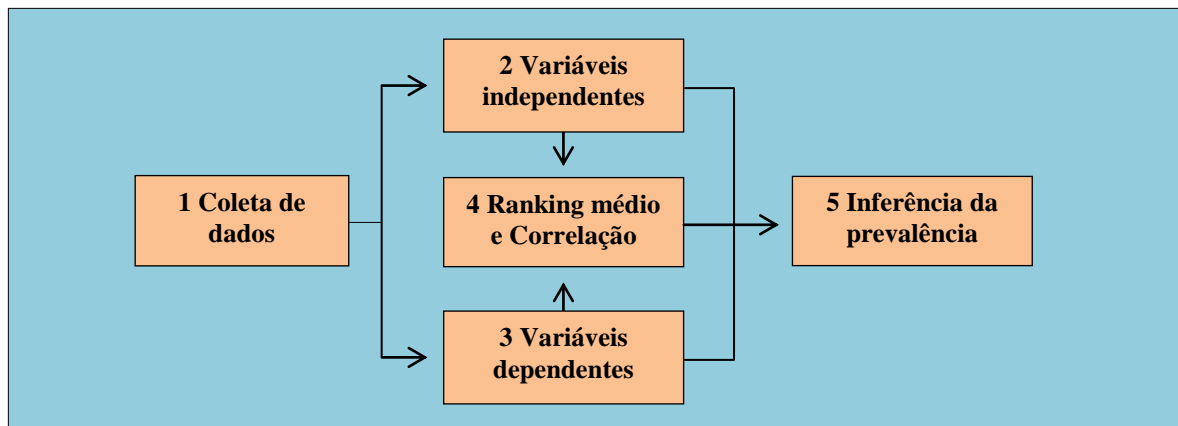 1 Coleta de
dados
2 Variáveis
independentes
3 Variáveis
dependentes
4 Ranking médio
e Correlação
5 Inferência da
prevalência